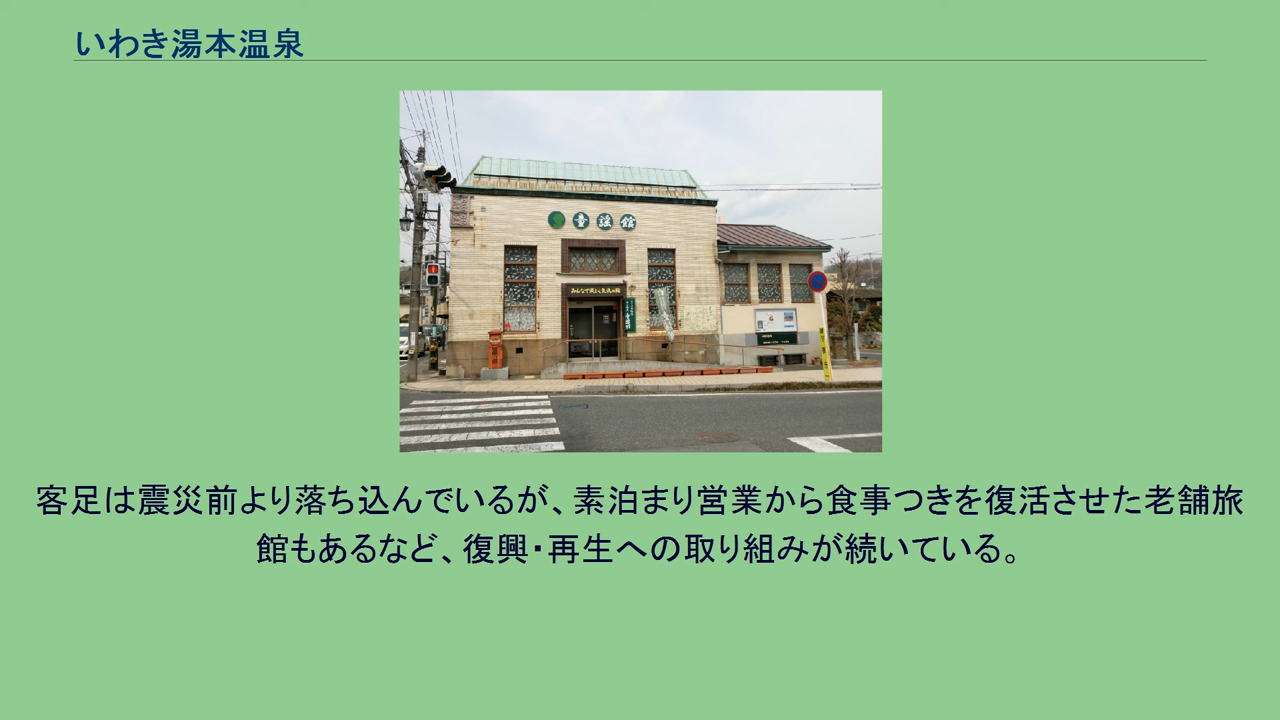 いわき湯本温泉
童謡館
客足は震災前より落ち込んでいるが、素泊まり営業から食事つきを復活させた老舗旅
館もあるなど、復興・再生への取り組みが続いている。